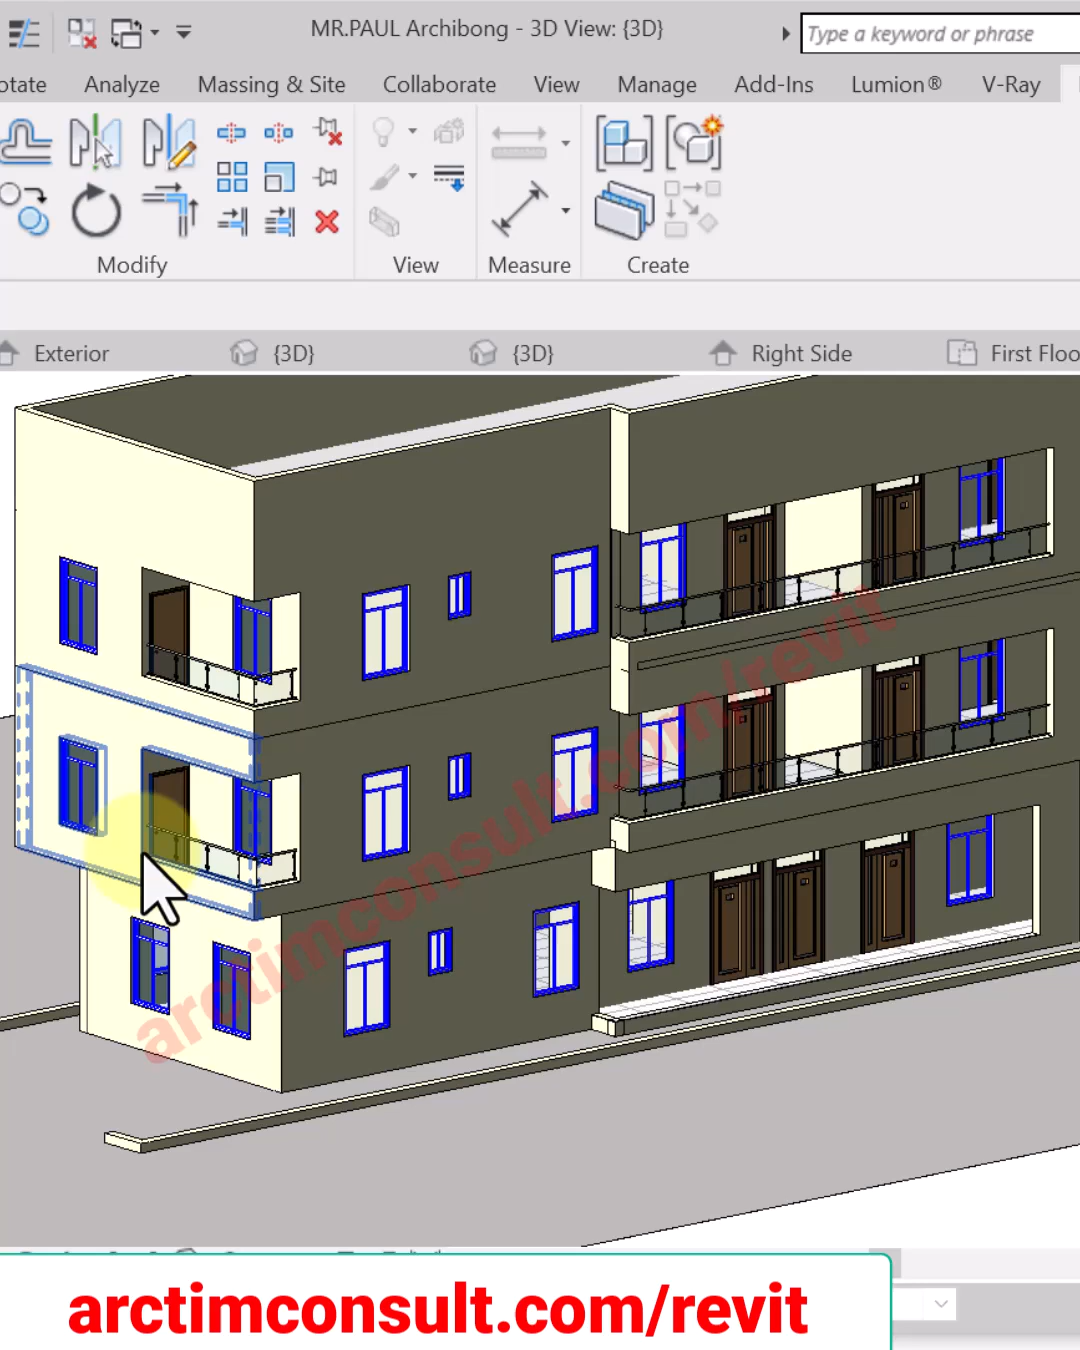 MR.PAUL Archibong - 3D View: {3D}
Type a keyword or phrase
otate Analyze Massing & Site Collaborate View Manage Add-Ins Lumion® V-Ray
Modify View Measure Create
Exterior {3D} {3D} Right Side First Floo
arctimconsult.com/revit
arctimconsult.com/revit